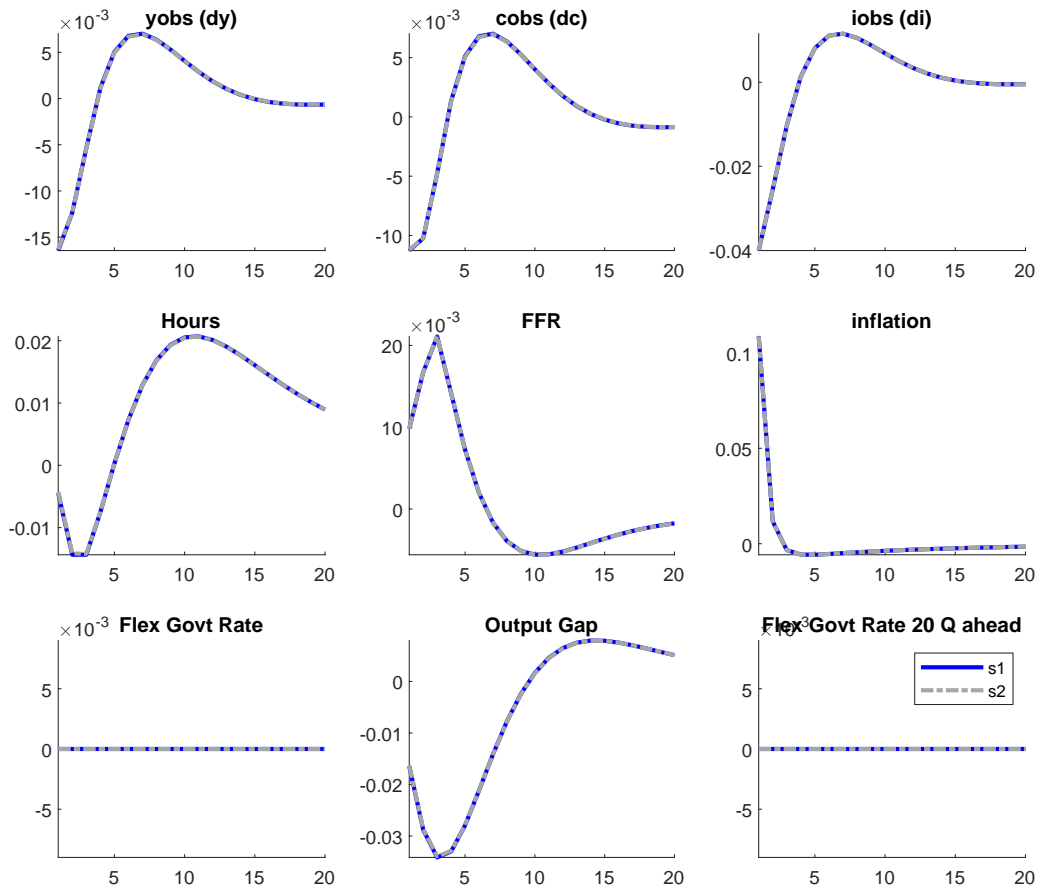 ×10-3
yobs (dy)
5
0
-5
-10
-15
5 10 15 20
×10-3
cobs (dc)
5
0
-5
-10
5 10 15 20
iobs (di)
0
-0.02
-0.04
5 10 15 20
Hours
0.02
0.01
0
-0.01
5 10 15 20
×10-3
FFR
20
10
0
5 10 15 20
inflation
0.1
0.05
0
5 10 15 20
×10-3
Flex Govt Rate
5
0
-5
5 10 15 20
Output Gap
0
-0.01
-0.02
-0.03
5 10 15 20
×10-3
Flex Govt Rate 20 Q ahead
5
0
-5
5 10 15 20
s1
s2